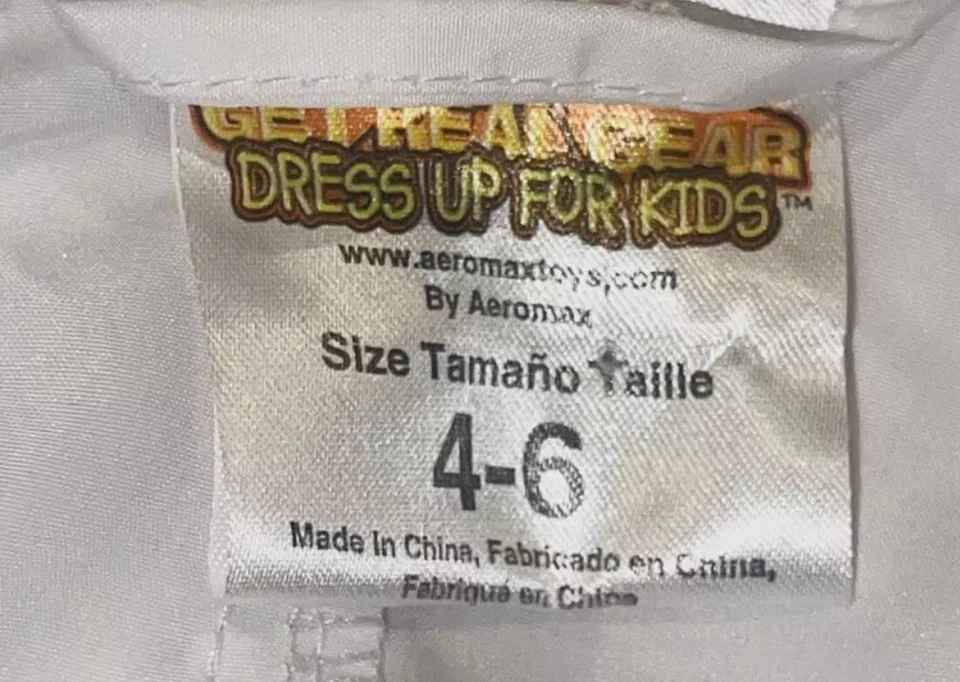 GET REAL GEAR
DRESS UP FOR KIDS™
www.aeromaxtoys.com
By Aeromax
Size Tamaño Taille
4-6
Made In China, Fabricado en China,
Fabriqué en Chine